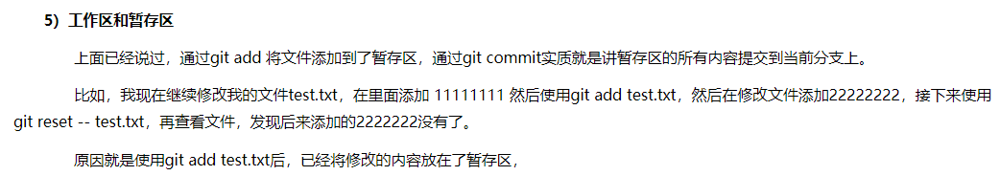 5）工作区和暂存区
上面已经说过，通过git add 将文件添加到了暂存区，通过git commit实质就是讲暂存区的所有内容提交到当前分支上。
比如，我现在继续修改我的文件test.txt，在里面添加 11111111 然后使用git add test.txt，然后在修改文件添加22222222，接下来使用
git reset -- test.txt，再查看文件，发现后来添加的2222222没有了。
原因就是使用git add test.txt后，已经将修改的内容放在了暂存区，